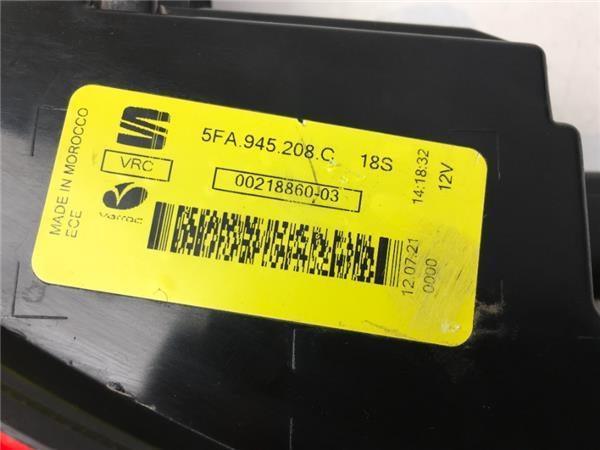 MADE IN MOROCCO
ECE
VRC
varroc
5FA.945.208.C 18S
00218860-03
14:18:32
12V
12.07.21
0000